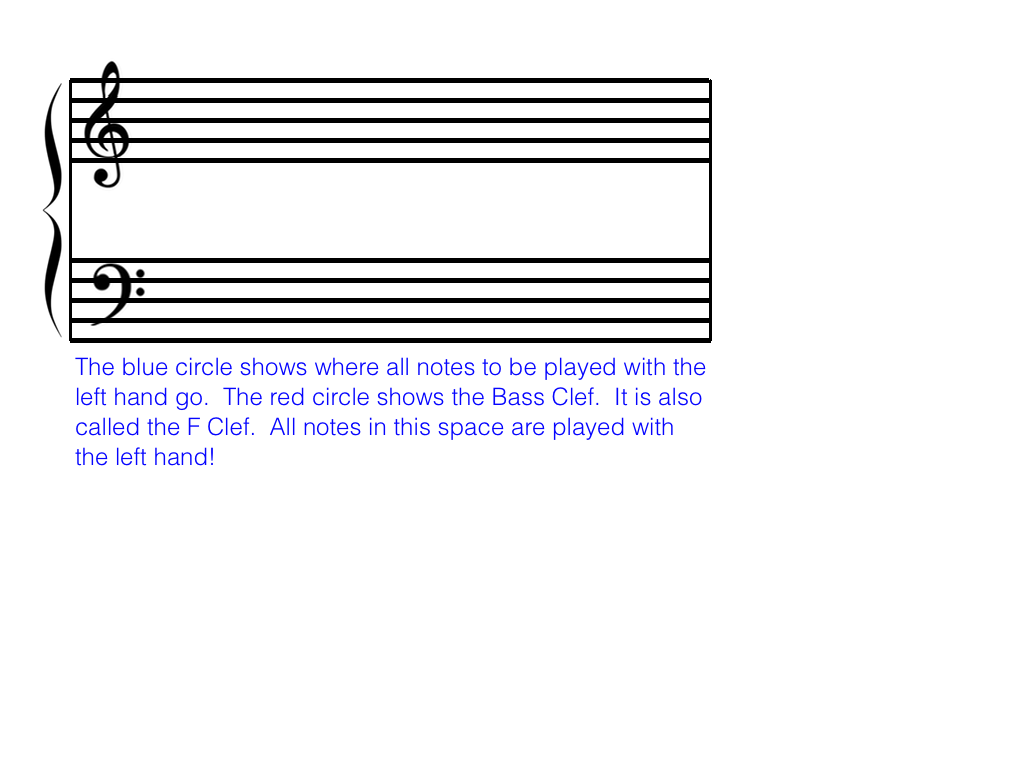 The blue circle shows where all notes to be played with the
left hand go.  The red circle shows the Bass Clef.  It is also
called the F Clef.  All notes in this space are played with
the left hand!